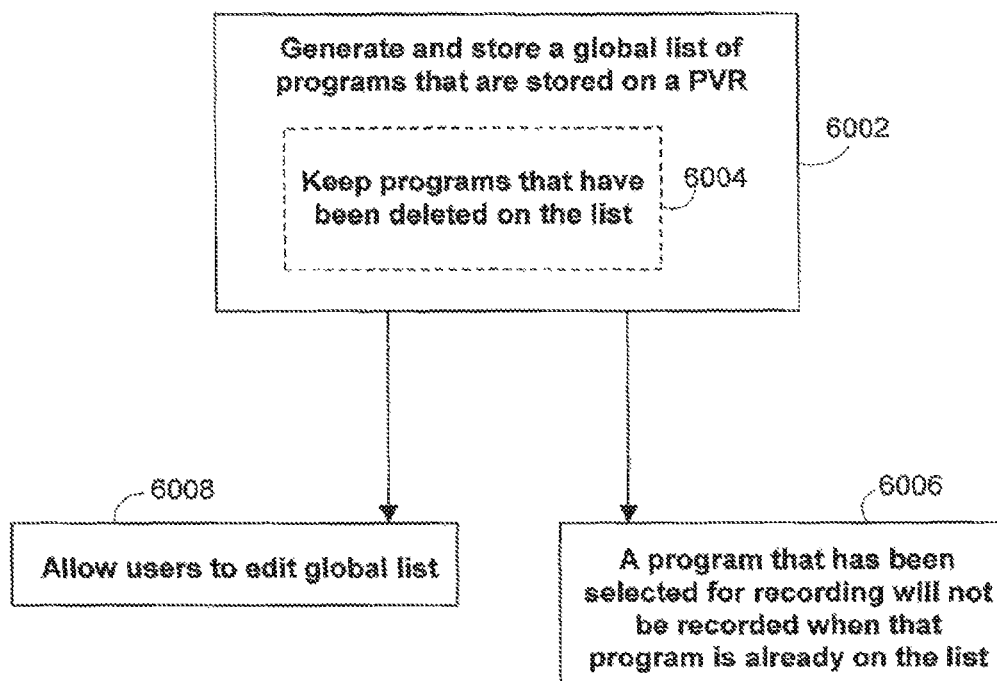 Generate and store a global list of
programs that are stored on a PVR
6002
Keep programs that have
been deleted on the list
6004
6008
Allow users to edit global list
6006
A program that has been
selected for recording will not
be recorded when that
program is already on the list